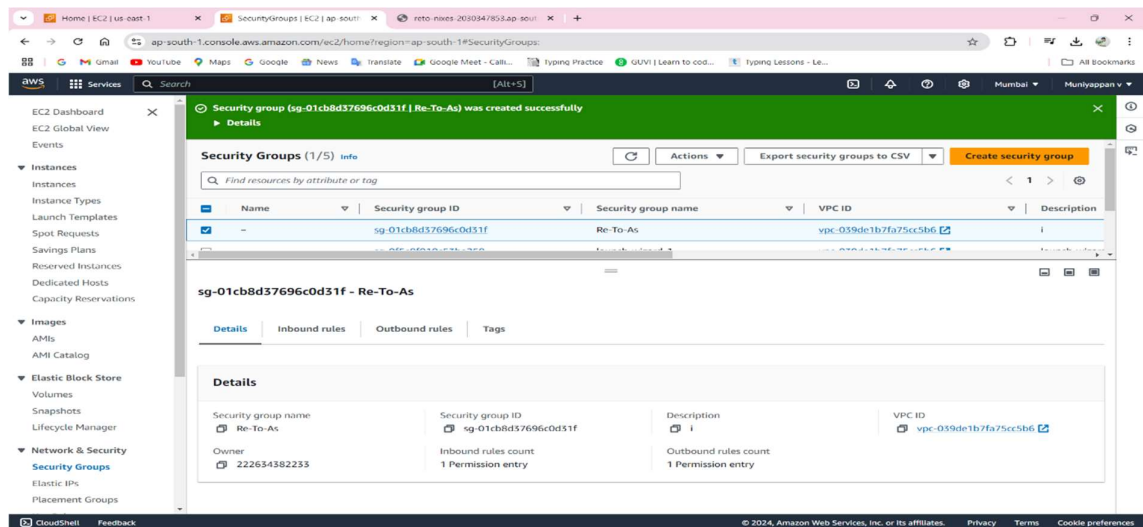 Home | EC2 | us-east-1
SecurityGroups | EC2 | ap-south
reto-nixes-2030347853.ap-sout
ap-south-1.console.aws.amazon.com/ec2/home?region=ap-south-1#SecurityGroups:
Gmail YouTube Maps Google News Translate Google Meet - Calli... Typing Practice GUVI | Learn to cod... Typing Lessons - Le... All Bookmarks
aws Services Search [Alt+S] Mumbai Muniyappan v
EC2 Dashboard
EC2 Global View
Events
Instances
Instances
Instance Types
Launch Templates
Spot Requests
Savings Plans
Reserved Instances
Dedicated Hosts
Capacity Reservations
Images
AMIs
AMI Catalog
Elastic Block Store
Volumes
Snapshots
Lifecycle Manager
Network & Security
Security Groups
Elastic IPs
Placement Groups
Security group (sg-01cb8d37696c0d31f | Re-To-As) was created successfully
Details
Security Groups (1/5) Info Actions Export security groups to CSV Create security group
Find resources by attribute or tag 1
Name Security group ID Security group name VPC ID Description
– sg-01cb8d37696c0d31f Re-To-As vpc-039de1b7fa75cc5b6 i
sg-01cb8d37696c0d31f - Re-To-As
Details Inbound rules Outbound rules Tags
Details
Security group name Security group ID Description VPC ID
Re-To-As sg-01cb8d37696c0d31f i vpc-039de1b7fa75cc5b6
Owner Inbound rules count Outbound rules count
222634382233 1 Permission entry 1 Permission entry
CloudShell Feedback © 2024, Amazon Web Services, Inc. or its affiliates. Privacy Terms Cookie preferences